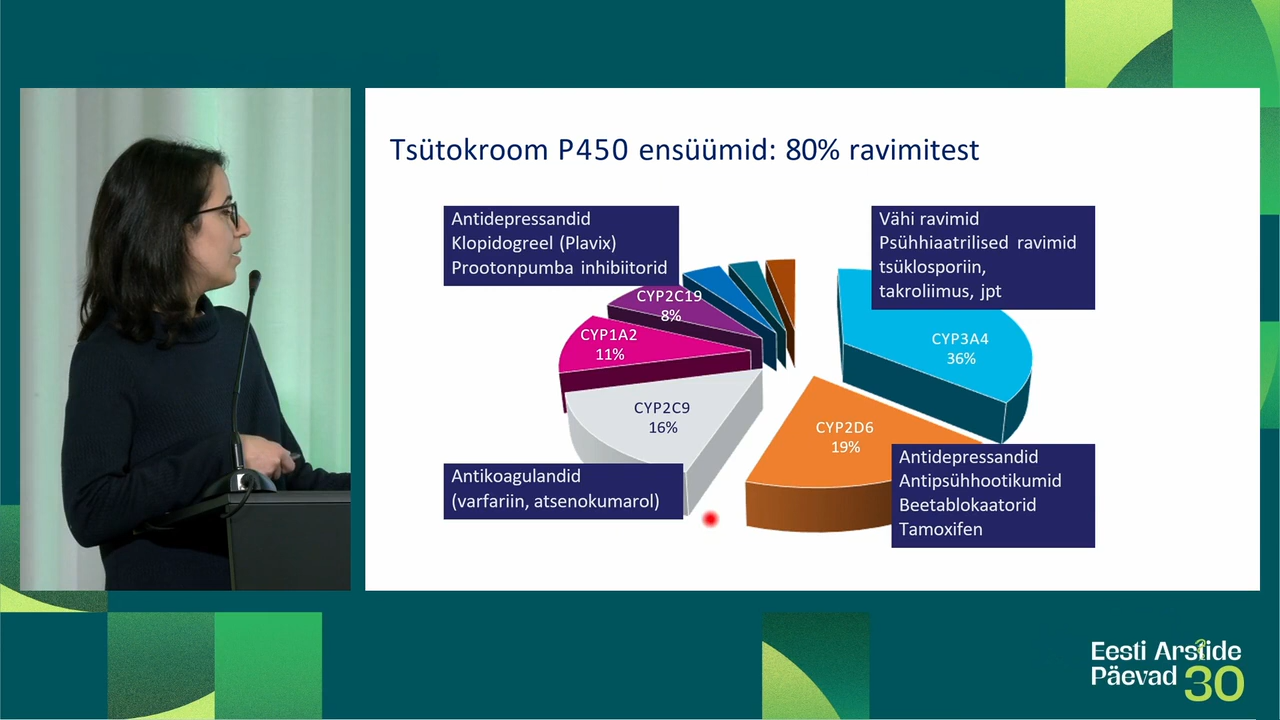 Tsütokroom P450 ensüümid: 80% ravimitest
Antidepressandid
Klopidogreel (Plavix)
Prootonpumba inhibiitorid
Vähi ravimid
Psühhiaatrilised ravimid
tsüklosporiin,
takroliimus, jpt
CYP2C19
8%
CYP1A2
11%
CYP3A4
36%
CYP2C9
16%
CYP2D6
19%
Antikoagulandid
(varfariin, atsenokumarol)
Antidepressandid
Antipsühhootikumid
Beetablokaatorid
Tamoxifen
Eesti Arstide
Päevad 30